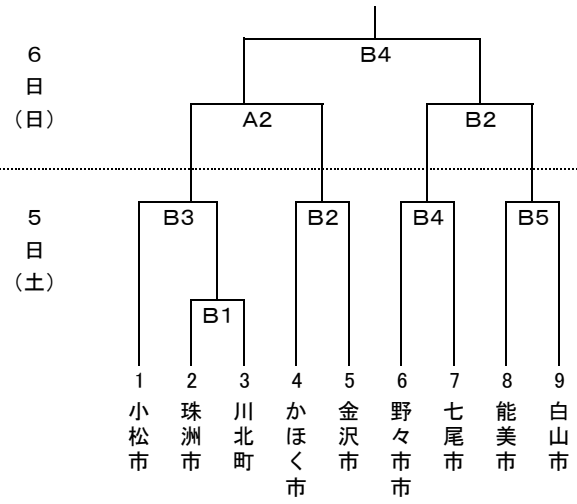 B4
6
日
(日)
A2
B2
5
日
(土)
B3
B2
B4
B5
B1
1
2
3
4
5
6
7
8
9
小松市
珠洲市
川北町
かほく市
金沢市
野々市市
七尾市
能美市
白山市